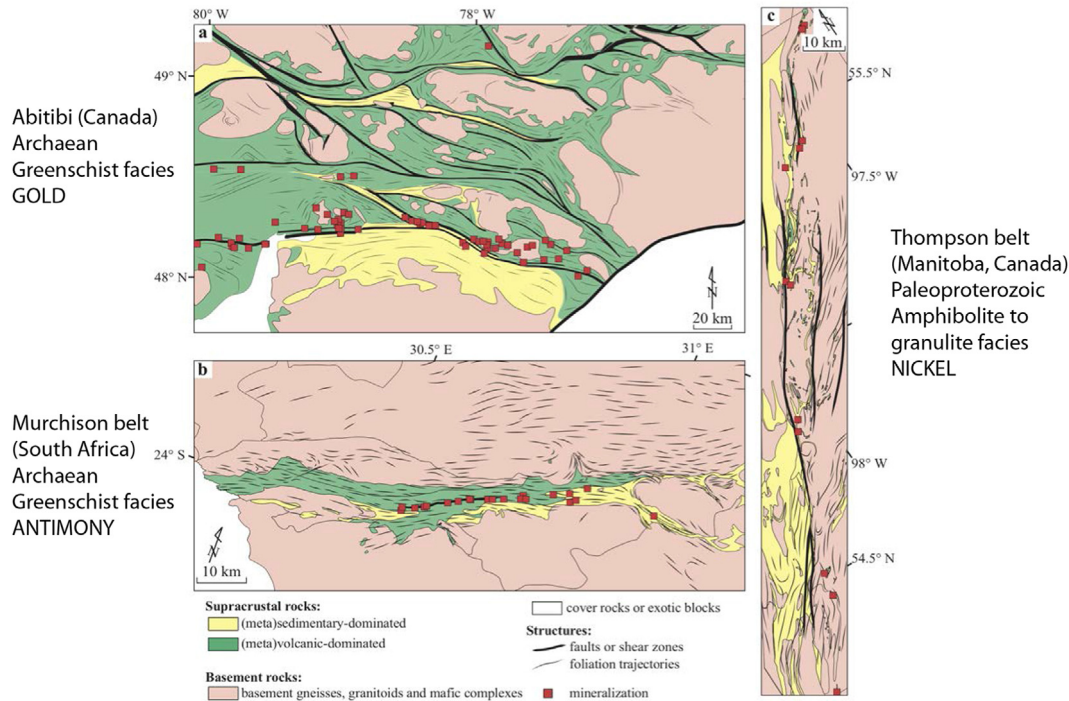 80° W
78° W
a
49° N
48° N
N
20 km
Abitibi (Canada)
Archaean
Greenschist facies
GOLD
30.5° E
31° E
b
24° S
N
10 km
Murchison belt
(South Africa)
Archaean
Greenschist facies
ANTIMONY
c
N
10 km
55.5° N
97.5° W
98° W
54.5° N
Thompson belt
(Manitoba, Canada)
Paleoproterozoic
Amphibolite to
granulite facies
NICKEL
Supracrustal rocks:
(meta)sedimentary-dominated
(meta)volcanic-dominated
Basement rocks:
basement gneisses, granitoids and mafic complexes
cover rocks or exotic blocks
Structures:
faults or shear zones
foliation trajectories
mineralization